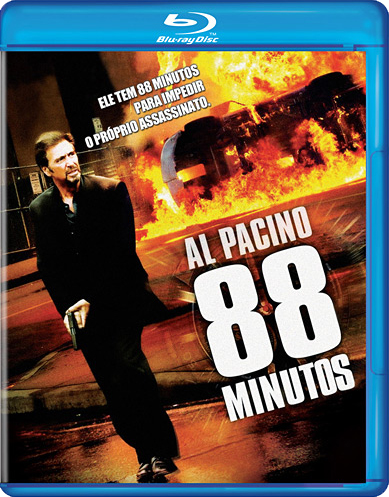 Blu-ray Disc
ELE TEM 88 MINUTOS
PARA IMPEDIR
O PRÓPRIO ASSASSINATO.
AL PACINO
88
MINUTOS